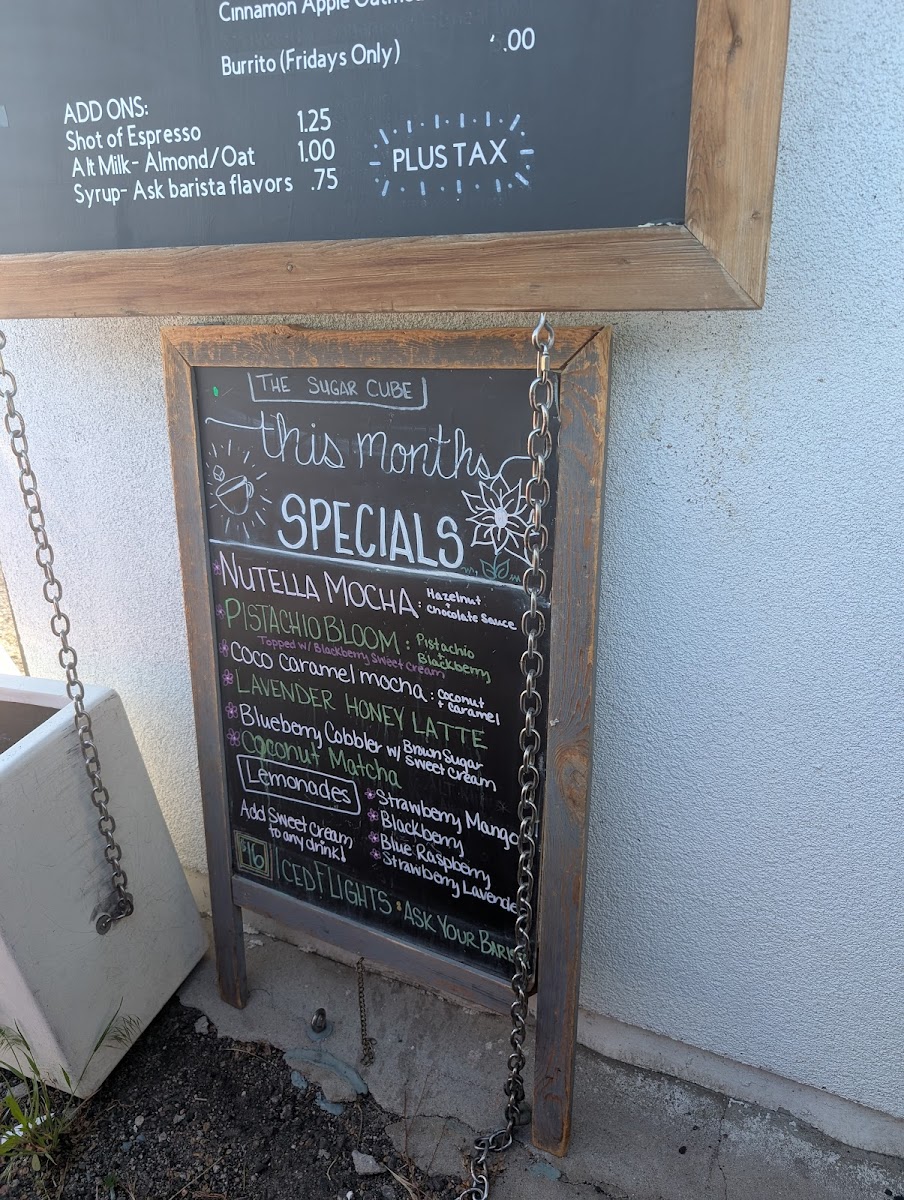 Cinnamon Apple
Burrito (Fridays Only) .00
ADD ONS:
Shot of Espresso 1.25
Alt Milk- Almond/Oat 1.00
Syrup- Ask barista flavors .75
PLUS TAX
THE SUGAR CUBE
this months
SPECIALS
NUTELLA MOCHA: Hazelnut + Chocolate Sauce
PISTACHIO BLOOM: Pistachio + Blackberry
Topped w/ Blackberry Sweet Cream
COCO CARAMEL MOCHA: Coconut + Caramel
LAVENDER HONEY LATTE
Blueberry Cobbler w/ Brown Sugar Sweet Cream
Coconut Matcha
Lemonades
Strawberry Mango
Blackberry
Blue Raspberry
Strawberry
Add Sweet Cream
to any drink!
$16 ICED FLIGHTS: ASK YOUR